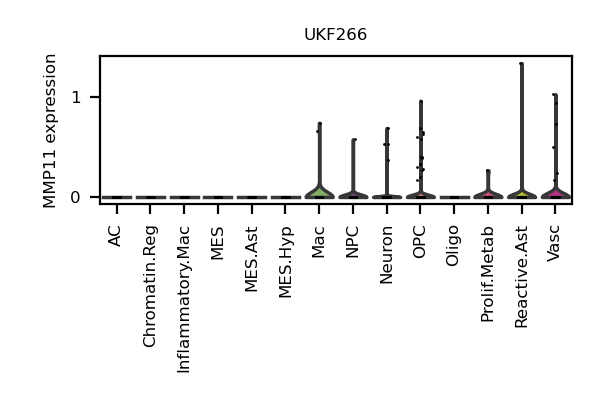 UKF266
MMP11 expression
1
0
AC
Chromatin.Reg
Inflammatory.Mac
MES
MES.Ast
MES.Hyp
Mac
NPC
Neuron
OPC
Oligo
Prolif.Metab
Reactive.Ast
Vasc